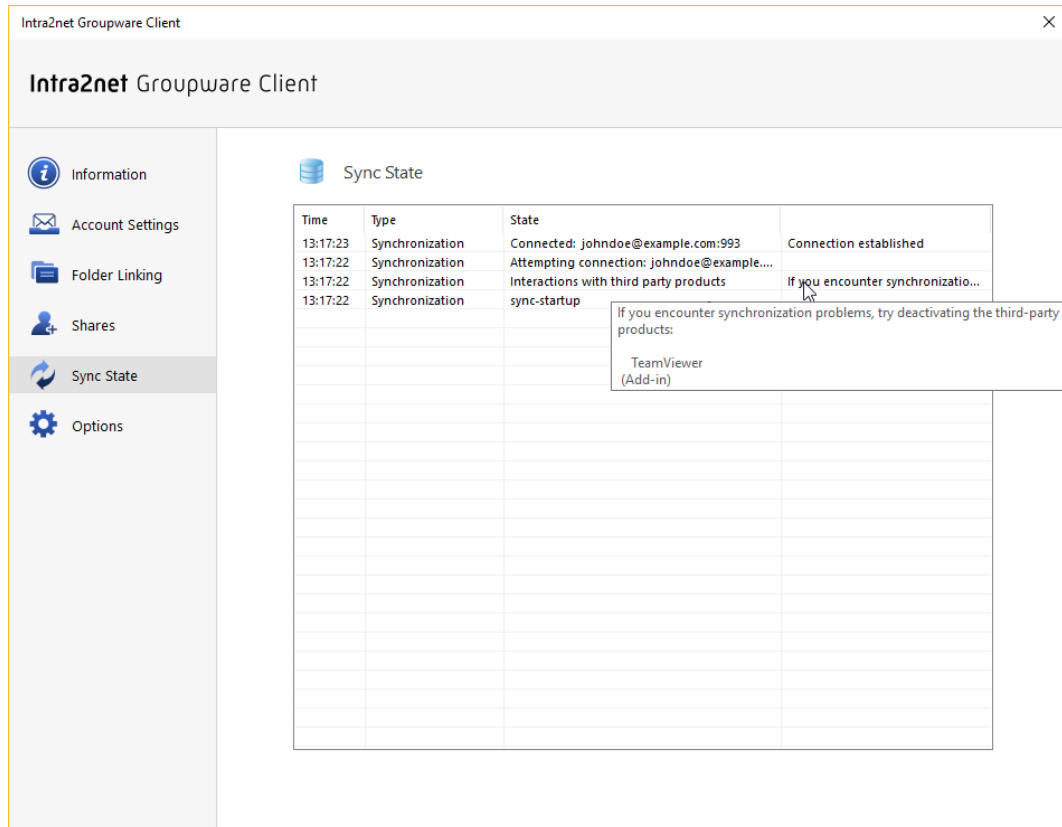 Intra2net Groupware Client
Intra2net Groupware Client
Information
Account Settings
Folder Linking
Shares
Sync State
Options
Sync State
Time Type State
13:17:23 Synchronization Connected: johndoe@example.com:993 Connection established
13:17:22 Synchronization Attempting connection: johndoe@example....
13:17:22 Synchronization Interactions with third party products If you encounter synchronizatio...
13:17:22 Synchronization sync-startup
If you encounter synchronization problems, try deactivating the third-party
products:
TeamViewer
(Add-in)